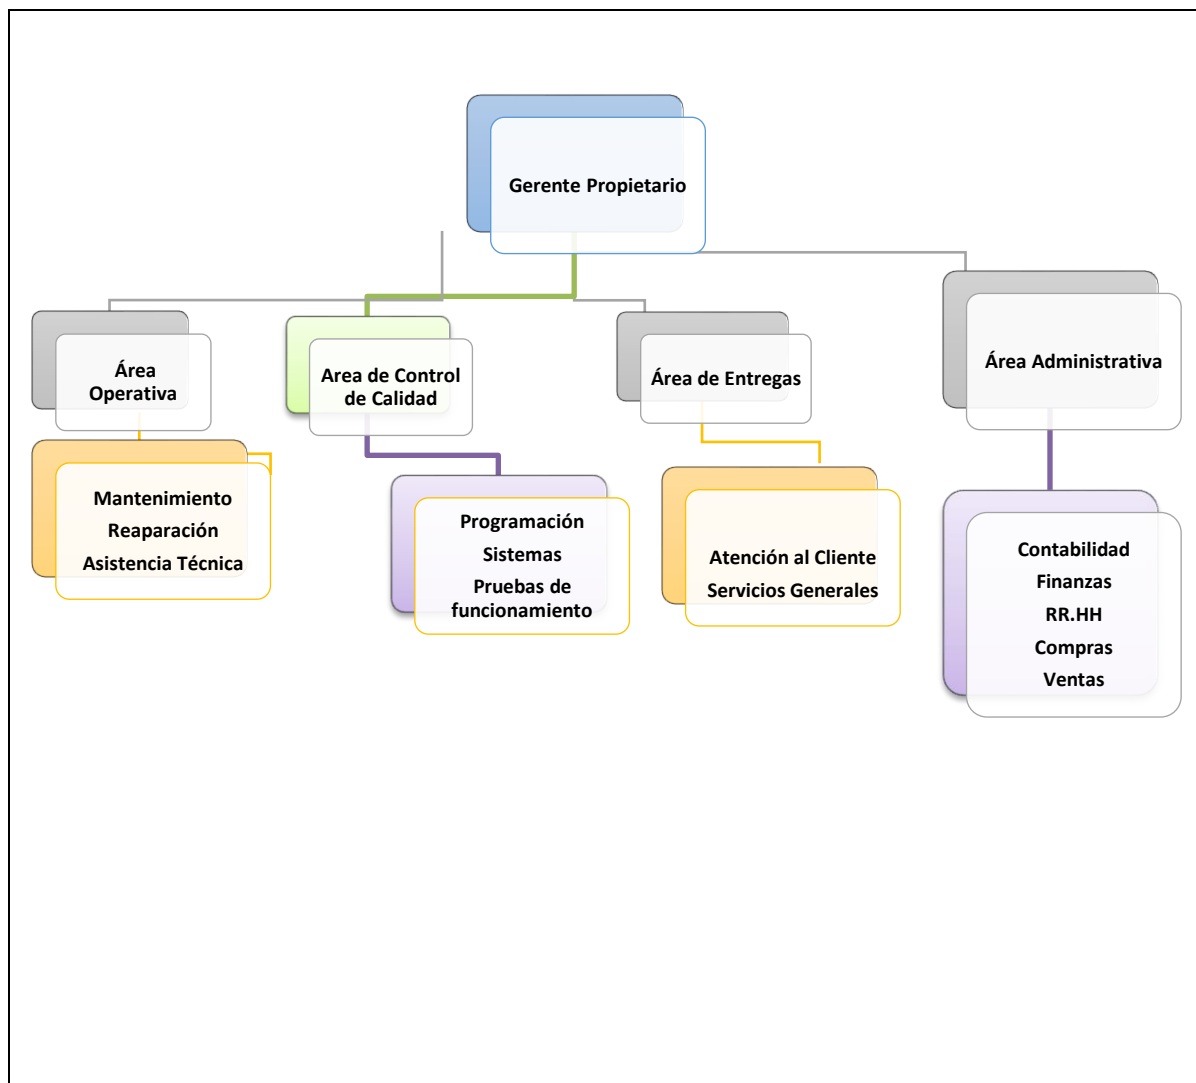 Gerente Propietario
Área
Operativa
Area de Control
de Calidad
Área de Entregas
Área Administrativa
Mantenimiento
Reaparación
Asistencia Técnica
Programación
Sistemas
Pruebas de
funcionamiento
Atención al Cliente
Servicios Generales
Contabilidad
Finanzas
RR.HH
Compras
Ventas